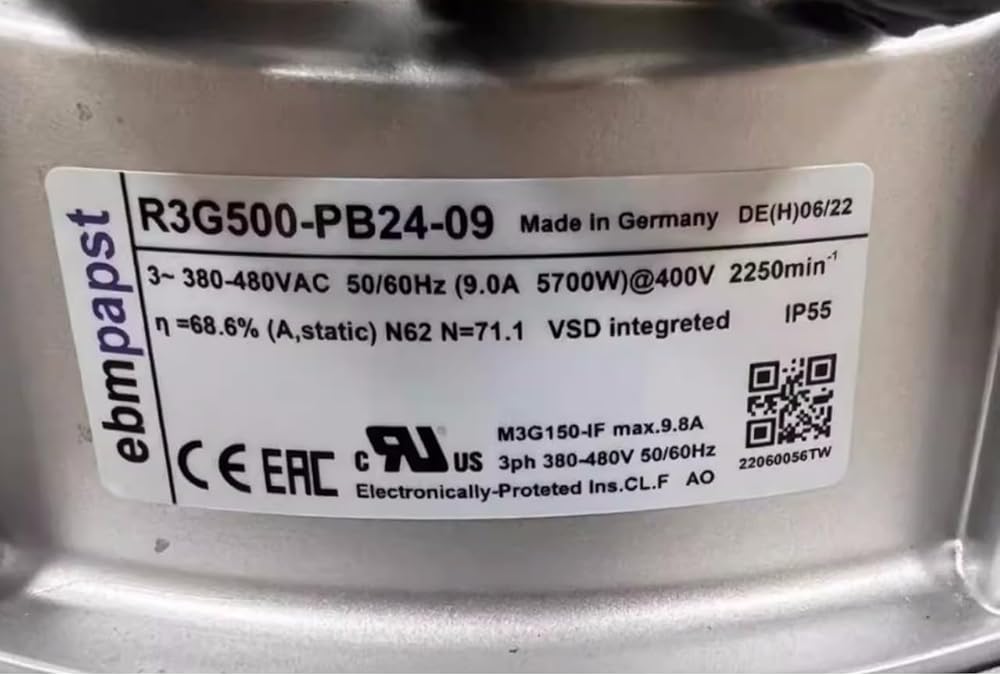 ebmpapst
R3G500-PB24-09 Made in Germany DE(H)06/22
3~ 380-480VAC 50/60Hz (9.0A 5700W)@400V 2250min⁻¹
η =68.6% (A,static) N62 N=71.1 VSD integreted IP55
CE EAC c RU US
M3G150-IF max.9.8A
3ph 380-480V 50/60Hz
Electronically-Proteted Ins.CL.F AO
22060056TW